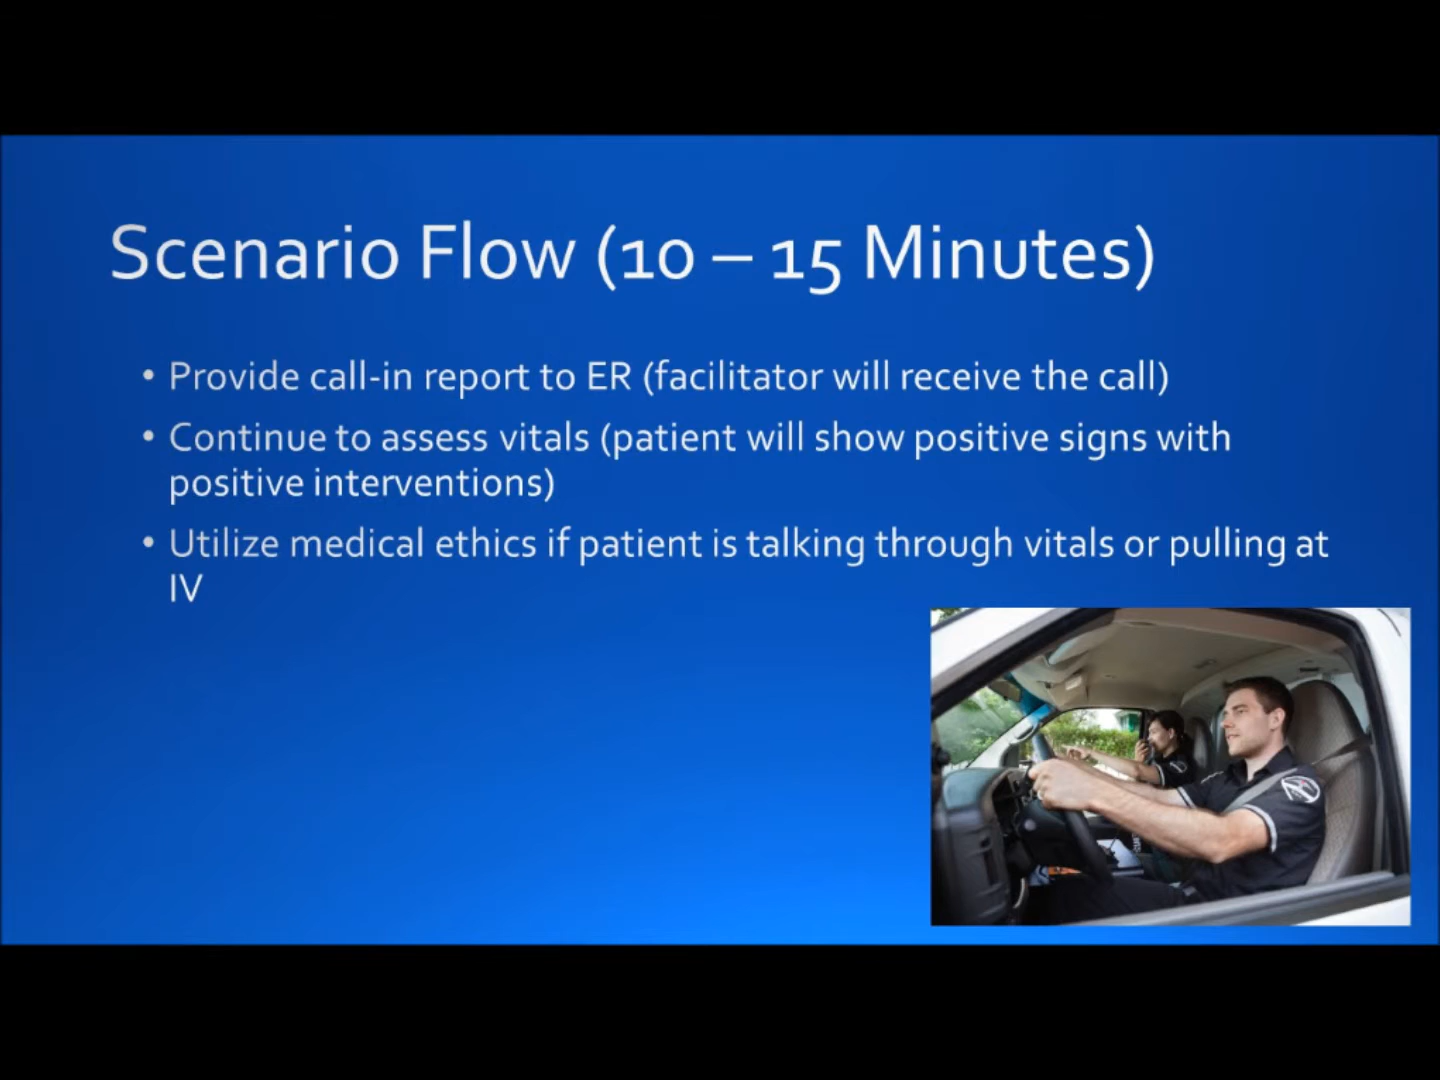 Scenario Flow (10 – 15 Minutes)
• Provide call-in report to ER (facilitator will receive the call)
• Continue to assess vitals (patient will show positive signs with
positive interventions)
• Utilize medical ethics if patient is talking through vitals or pulling at
IV